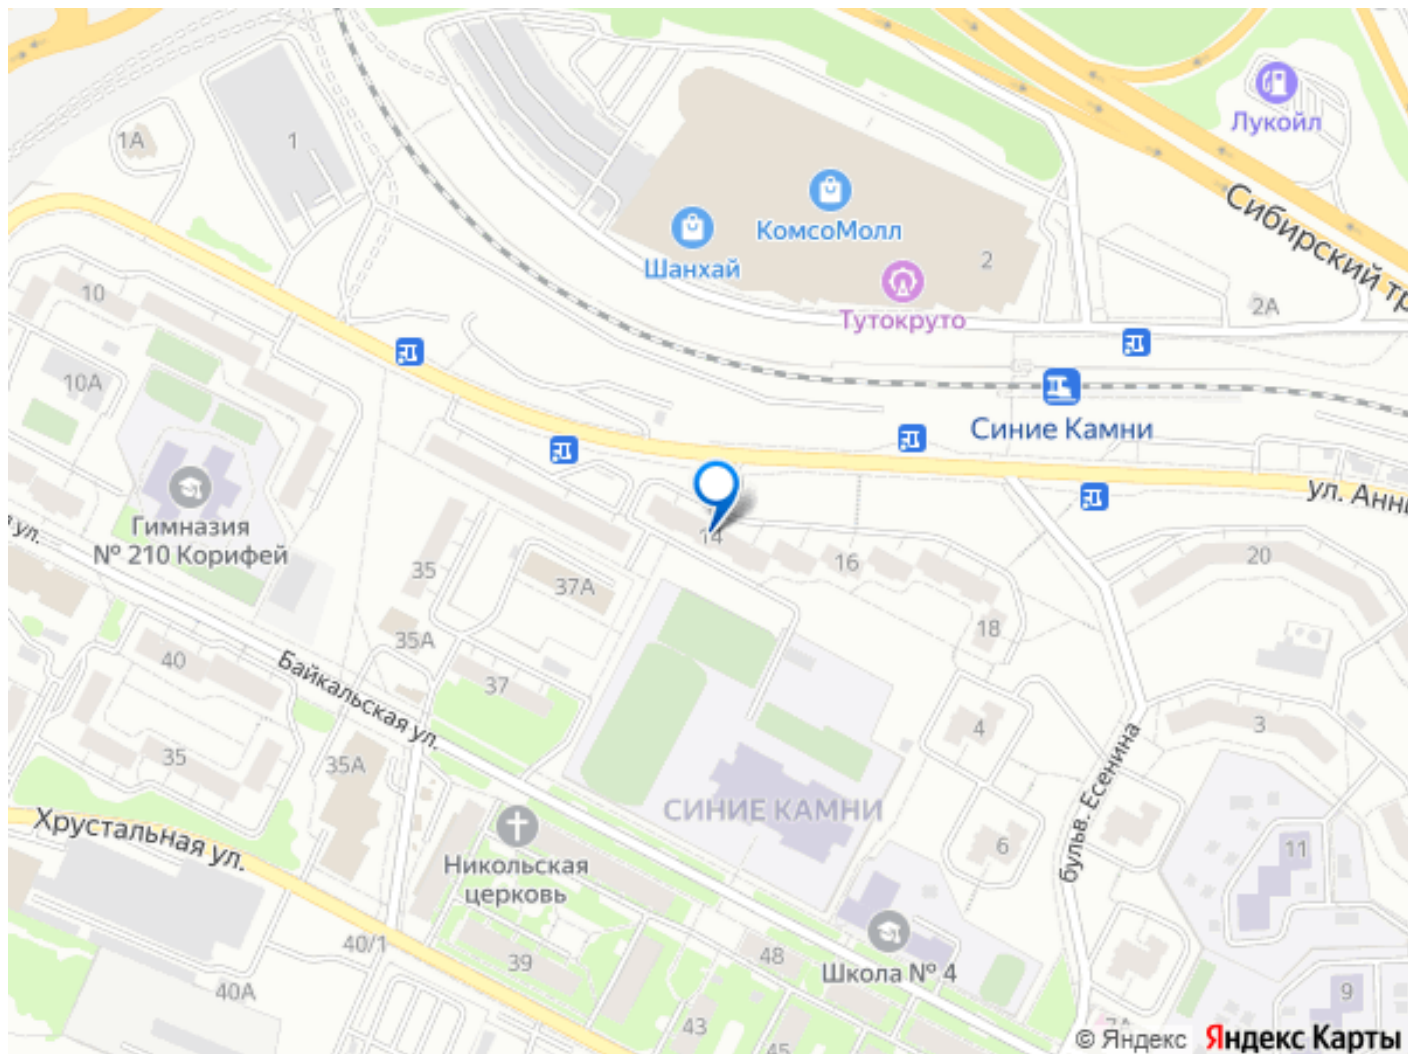 Лукойл
1А
1
КомсоМолл
Шанхай
2
Тутокруто
Сибирский тр
2А
10
10А
Синие Камни
ул. Анни
Гимназия
№ 210 Корифей
я ул.
14
16
20
35
37А
35А
18
40
37
Байкальская ул.
4
3
35
35А
бульв. Есенина
СИНИЕ КАМНИ
Хрустальная ул.
6
11
Никольская
церковь
40/1
39
48
Школа № 4
40А
9
43
45
7А
© Яндекс Яндекс Карты